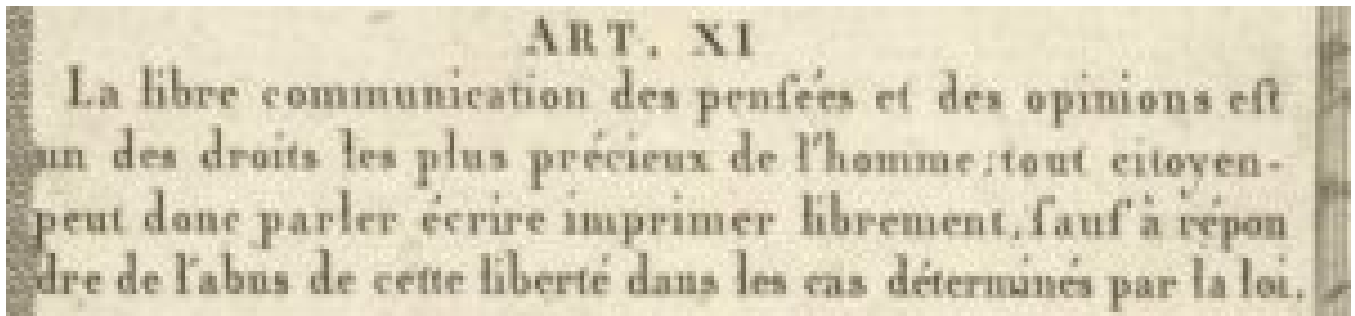 ART. XI
La libre communication des penſées et des opinions eſt
un des droits les plus précieux de l'homme; tout citoyen-
peut donc parler écrire imprimer librement, ſauf à répon
dre de l'abus de cette liberté dans les cas déterminés par la loi.